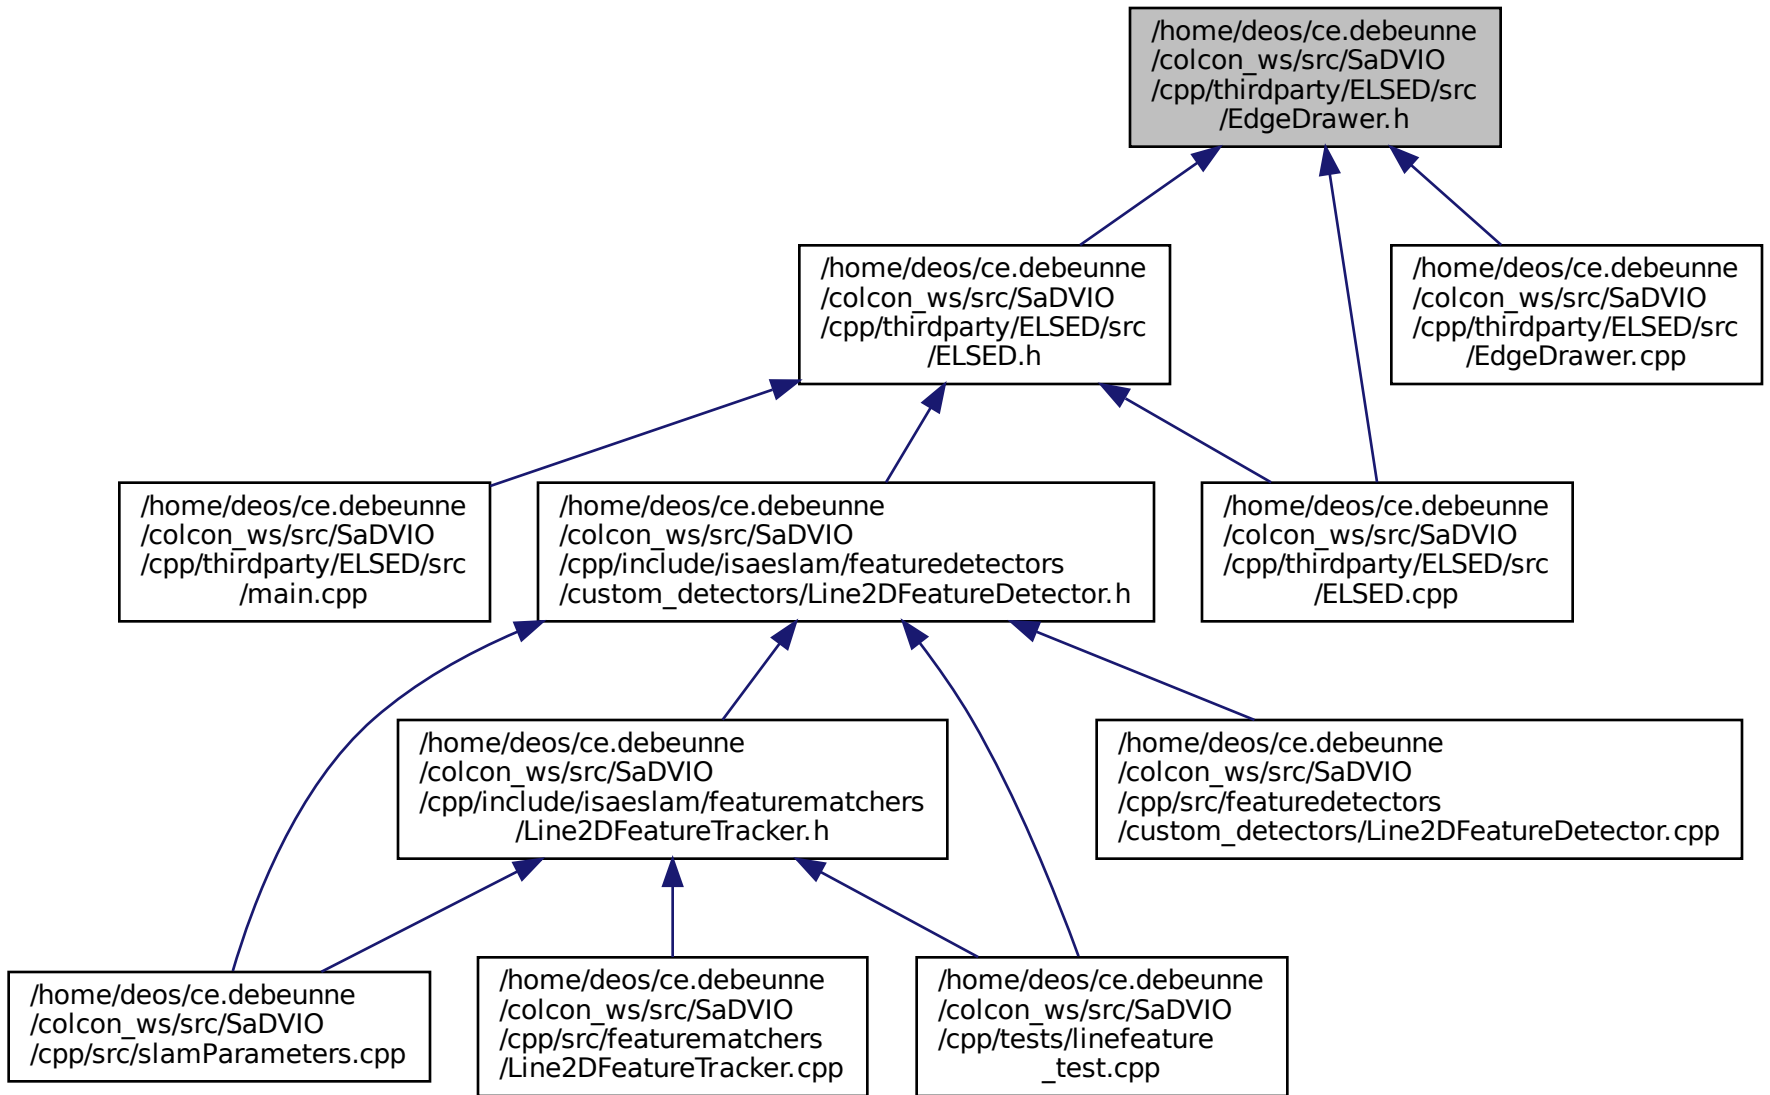 /home/deos/ce.debeunne
/colcon_ws/src/SaDVIO
/cpp/thirdparty/ELSED/src
/EdgeDrawer.h
/home/deos/ce.debeunne
/colcon_ws/src/SaDVIO
/cpp/thirdparty/ELSED/src
/ELSED.h
/home/deos/ce.debeunne
/colcon_ws/src/SaDVIO
/cpp/thirdparty/ELSED/src
/EdgeDrawer.cpp
/home/deos/ce.debeunne
/colcon_ws/src/SaDVIO
/cpp/thirdparty/ELSED/src
/main.cpp
/home/deos/ce.debeunne
/colcon_ws/src/SaDVIO
/cpp/include/isaeslam/featuredetectors
/custom_detectors/Line2DFeatureDetector.h
/home/deos/ce.debeunne
/colcon_ws/src/SaDVIO
/cpp/thirdparty/ELSED/src
/ELSED.cpp
/home/deos/ce.debeunne
/colcon_ws/src/SaDVIO
/cpp/include/isaeslam/featurematchers
/Line2DFeatureTracker.h
/home/deos/ce.debeunne
/colcon_ws/src/SaDVIO
/cpp/src/featuredetectors
/custom_detectors/Line2DFeatureDetector.cpp
/home/deos/ce.debeunne
/colcon_ws/src/SaDVIO
/cpp/src/slamParameters.cpp
/home/deos/ce.debeunne
/colcon_ws/src/SaDVIO
/cpp/src/featurematchers
/Line2DFeatureTracker.cpp
/home/deos/ce.debeunne
/colcon_ws/src/SaDVIO
/cpp/tests/linefeature
_test.cpp